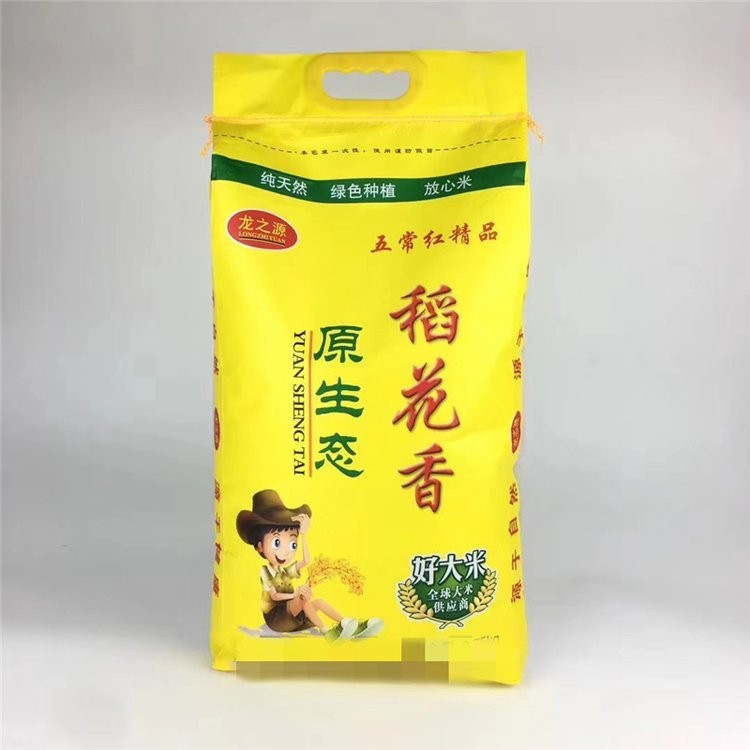 纯天然 绿色种植 放心米
龙之源
LONGZHIYUAN
五常红精品
稻花香
原生态
YUAN SHENG TAI
好大米
全球大米
供应商